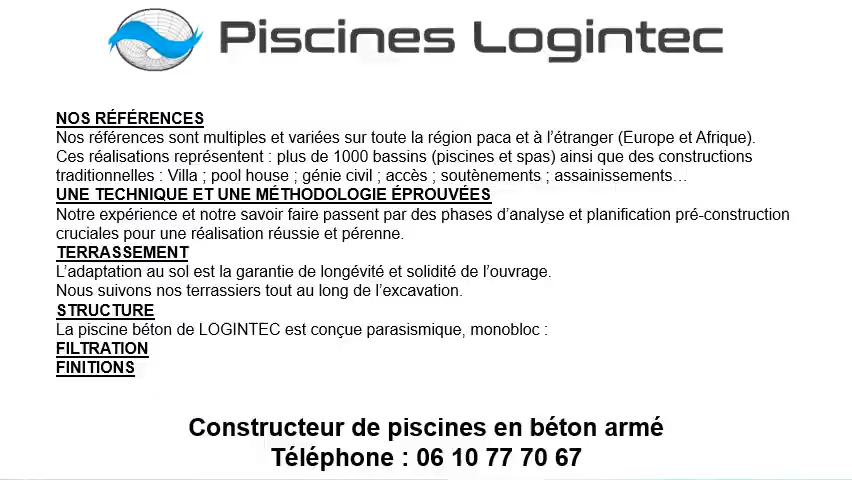 Piscines Logintec
NOS RÉFÉRENCES
Nos références sont multiples et variées sur toute la région paca et à l’étranger (Europe et Afrique).
Ces réalisations représentent : plus de 1000 bassins (piscines et spas) ainsi que des constructions
traditionnelles : Villa ; pool house ; génie civil ; accès ; soutènements ; assainissements…
UNE TECHNIQUE ET UNE MÉTHODOLOGIE ÉPROUVÉES
Notre expérience et notre savoir faire passent par des phases d’analyse et planification pré-construction
cruciales pour une réalisation réussie et pérenne.
TERRASSEMENT
L’adaptation au sol est la garantie de longévité et solidité de l’ouvrage.
Nous suivons nos terrassiers tout au long de l’excavation.
STRUCTURE
La piscine béton de LOGINTEC est conçue parasismique, monobloc :
FILTRATION
FINITIONS
Constructeur de piscines en béton armé
Téléphone : 06 10 77 70 67